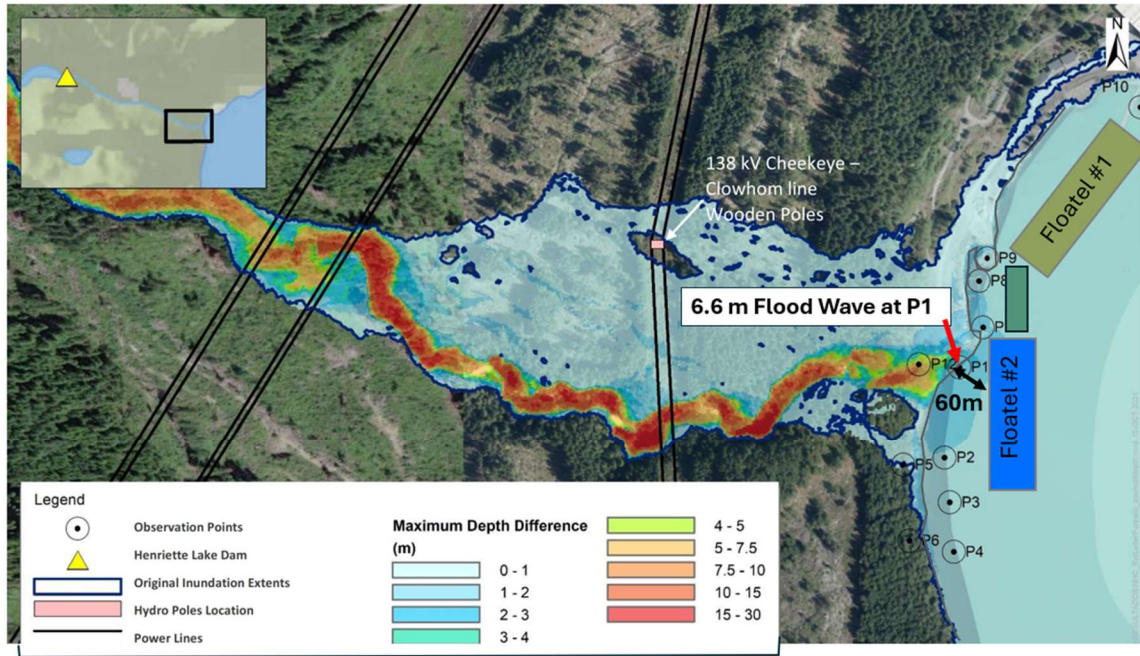 N
P10
Floatel #1
138 kV Cheekeye –
Clowhom line
Wooden Poles
P9
P8
6.6 m Flood Wave at P1
P
P1
P1
60m
Floatel #2
P2
P5
P3
P6
P4
Legend
Observation Points
Henriette Lake Dam
Original Inundation Extents
Hydro Poles Location
Power Lines
Maximum Depth Difference
(m)
0 - 1
1 - 2
2 - 3
3 - 4
4 - 5
5 - 7.5
7.5 - 10
10 - 15
15 - 30